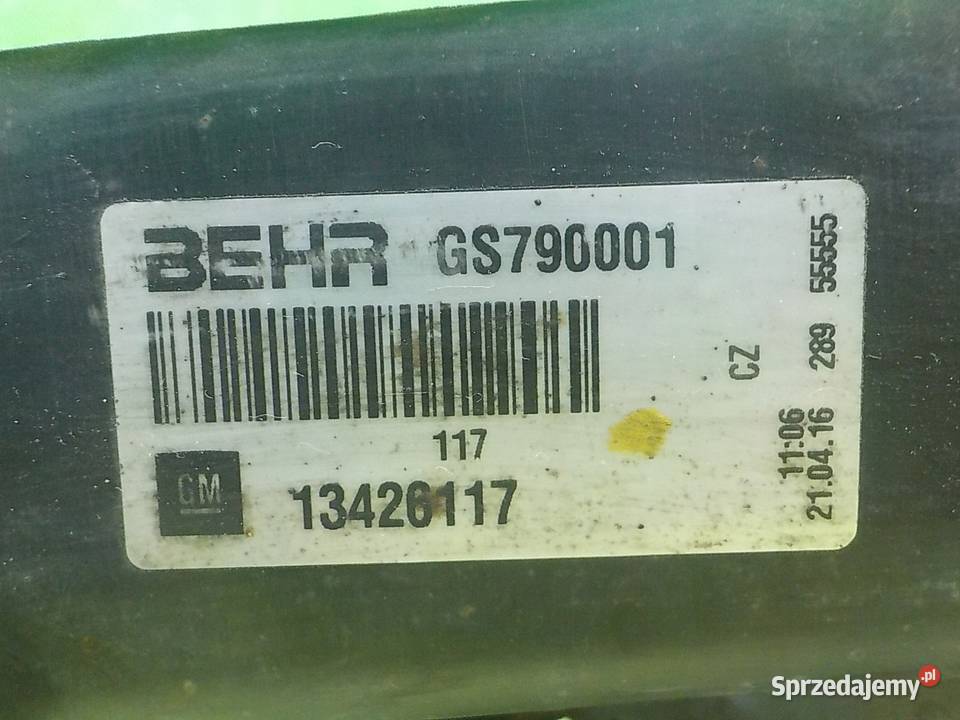 BEHR GS790001
117
GM 13426117
CZ
11:06
21.04.16 289 55555
Sprzedajemy.pl